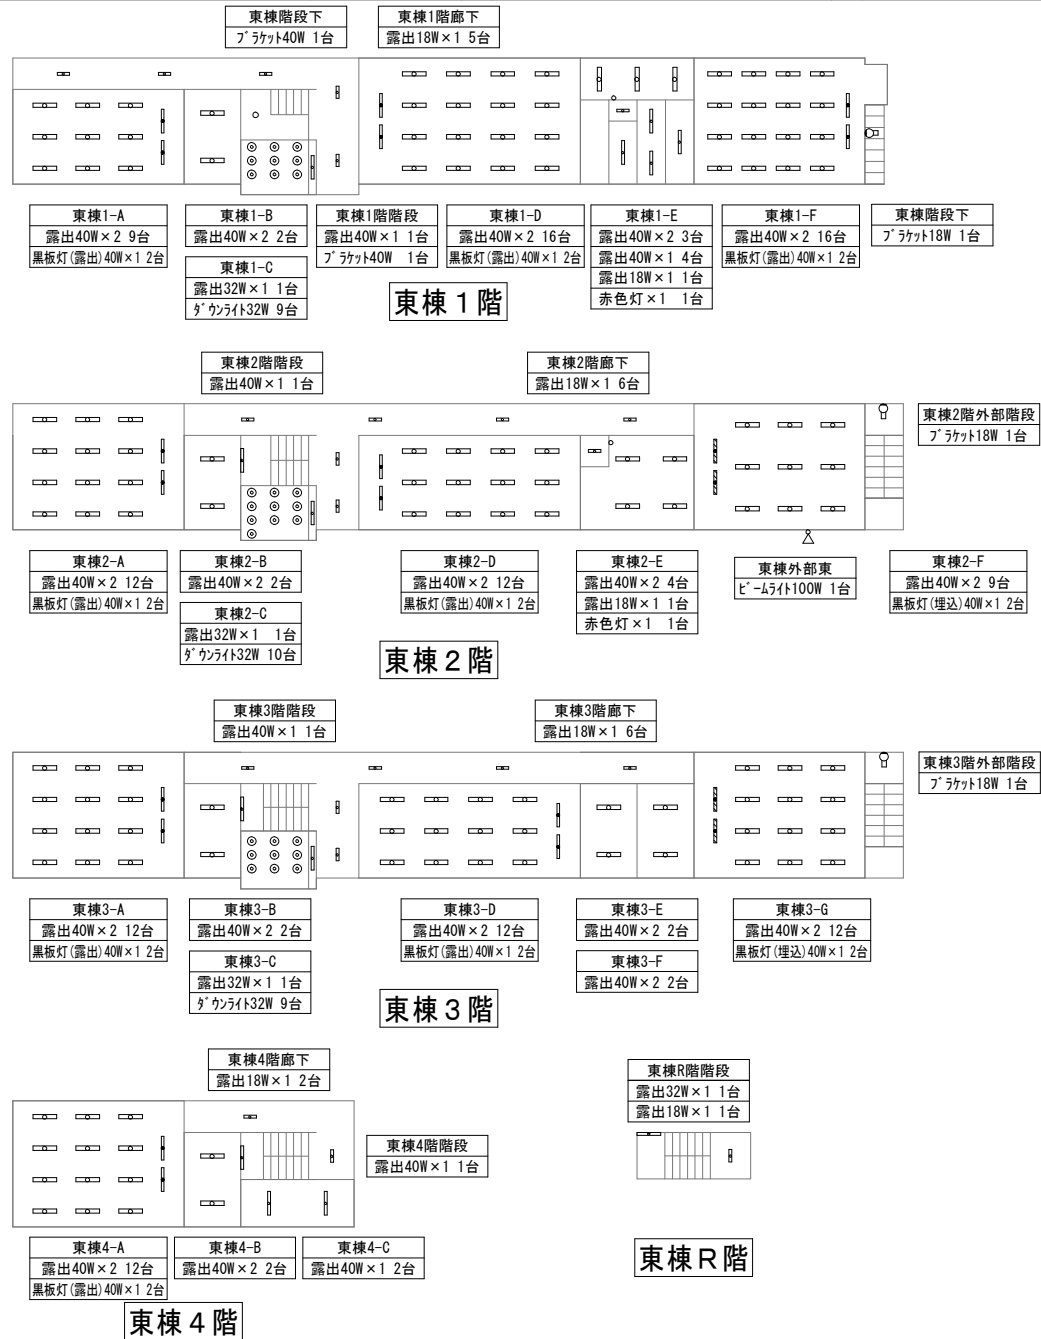 東棟階段下
ブラケット40W 1台
東棟1階廊下
露出18W×1 5台
東棟1-A
露出40W×2 9台
黒板灯(露出)40W×1 2台
東棟1-B
露出40W×2 2台
東棟1-C
露出32W×1 1台
ダウンライト32W 9台
東棟1階階段
露出40W×1 1台
ブラケット40W 1台
東棟1-D
露出40W×2 16台
黒板灯(露出)40W×1 2台
東棟1-E
露出40W×2 3台
露出40W×1 4台
露出18W×1 1台
赤色灯×1 1台
東棟1-F
露出40W×2 16台
黒板灯(露出)40W×1 2台
東棟階段下
ブラケット18W 1台
東棟1階
東棟2階階段
露出40W×1 1台
東棟2階廊下
露出18W×1 6台
東棟2階外部階段
ブラケット18W 1台
東棟2-A
露出40W×2 12台
黒板灯(露出)40W×1 2台
東棟2-B
露出40W×2 2台
東棟2-C
露出32W×1 1台
ダウンライト32W 10台
東棟2-D
露出40W×2 12台
黒板灯(露出)40W×1 2台
東棟2-E
露出40W×2 4台
露出18W×1 1台
赤色灯×1 1台
東棟外部東
ビームライト100W 1台
東棟2-F
露出40W×2 9台
黒板灯(埋込)40W×1 2台
東棟2階
東棟3階階段
露出40W×1 1台
東棟3階廊下
露出18W×1 6台
東棟3階外部階段
ブラケット18W 1台
東棟3-A
露出40W×2 12台
黒板灯(露出)40W×1 2台
東棟3-B
露出40W×2 2台
東棟3-C
露出32W×1 1台
ダウンライト32W 9台
東棟3-D
露出40W×2 12台
黒板灯(露出)40W×1 2台
東棟3-E
露出40W×2 2台
東棟3-F
露出40W×2 2台
東棟3-G
露出40W×2 12台
黒板灯(埋込)40W×1 2台
東棟3階
東棟4階廊下
露出18W×1 2台
東棟4階階段
露出40W×1 1台
東棟R階階段
露出32W×1 1台
露出18W×1 1台
東棟4-A
露出40W×2 12台
黒板灯(露出)40W×1 2台
東棟4-B
露出40W×2 2台
東棟4-C
露出40W×1 2台
東棟R階
東棟4階